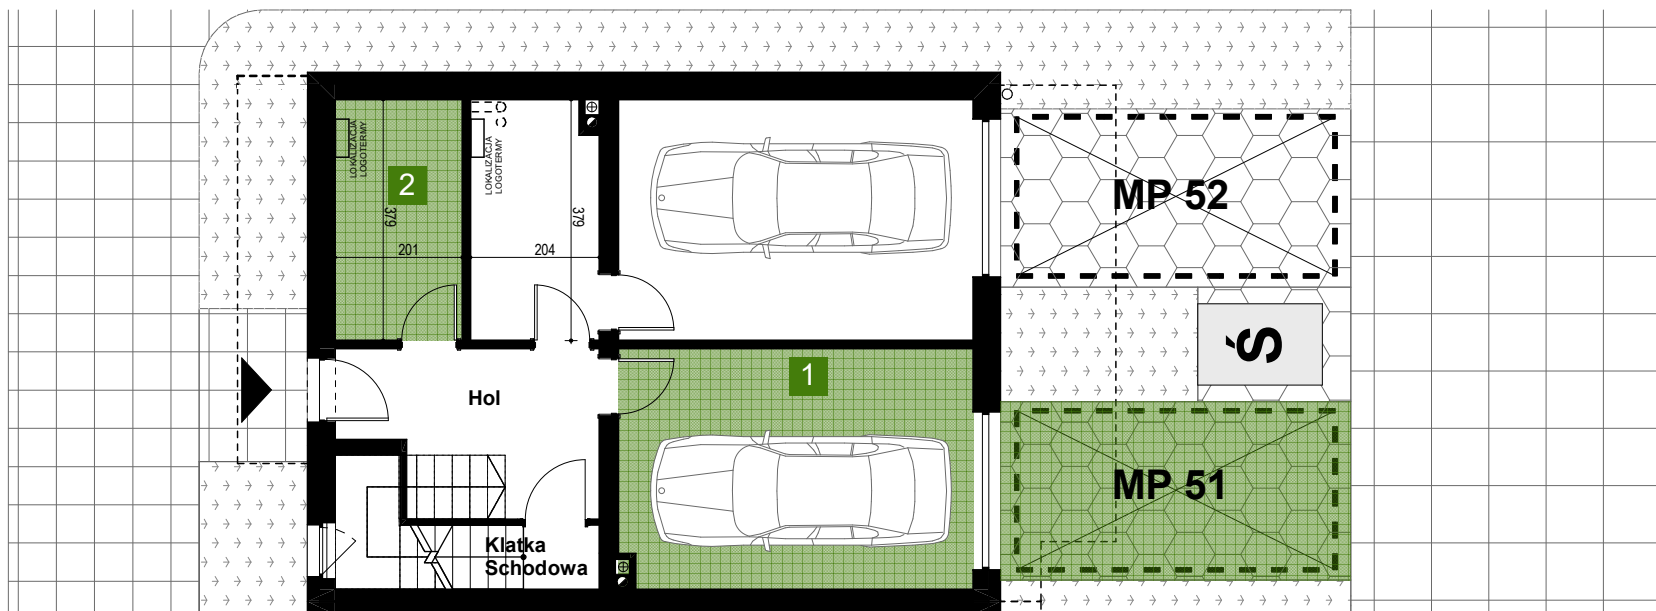 LOKALIZACJA
LOGOTERMY
2
379
201
LOKALIZACJA
LOGOTERMY
379
204
MP 52
Ś
Hol
1
MP 51
Klatka
Schodowa